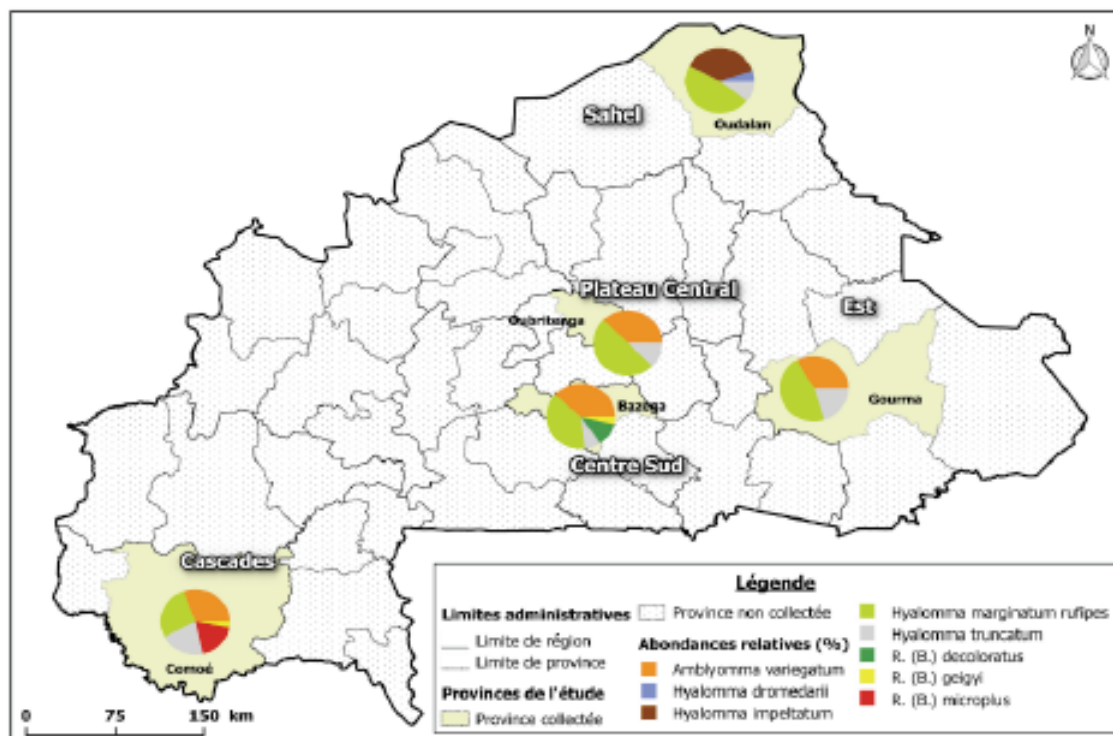 N
Sahel
Oudalan
Plateau Central
Oubritenga
Est
Bazèga
Gourma
Centre Sud
Cascades
Comoé
0 75 150 km
Légende
Limites administratives
Limite de région
Limite de province
Provinces de l'étude
Province collectée
Province non collectée
Abondances relatives (%)
Amblyomma variegatum
Hyalomma dromedarii
Hyalomma impeltatum
Hyalomma marginatum rufipes
Hyalomma truncatum
R. (B.) decoloratus
R. (B.) geigyi
R. (B.) microplus